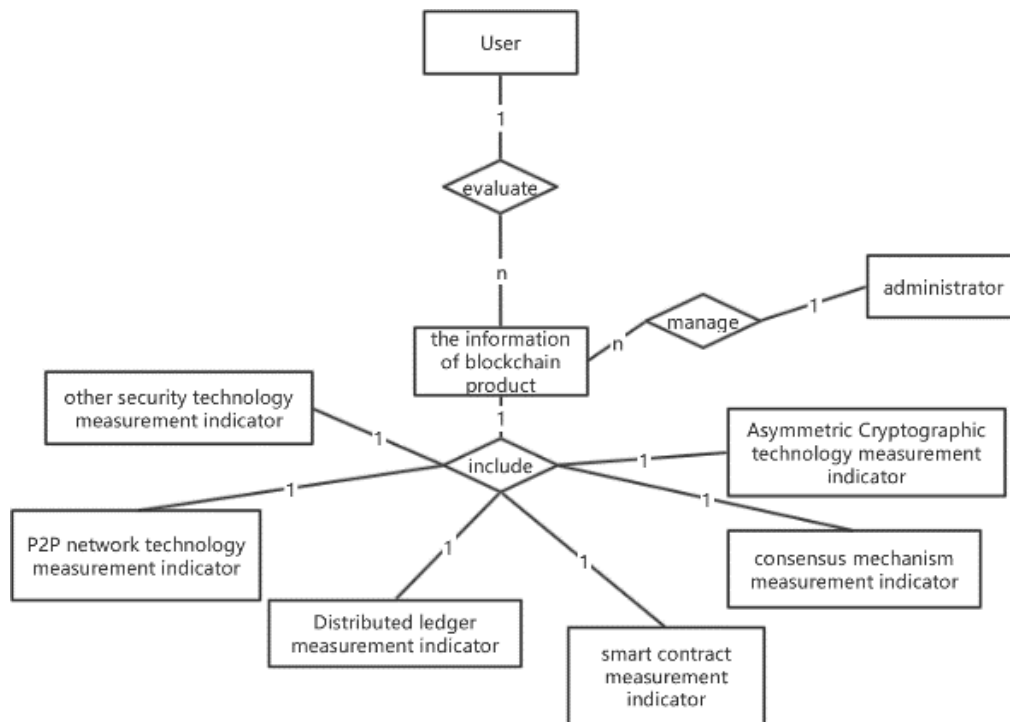 User
1
evaluate
n
administrator
1
manage
n
the information
of blockchain
product
1
include
other security technology
measurement indicator
1
Asymmetric Cryptographic
technology measurement
indicator
1
P2P network technology
measurement indicator
1
consensus mechanism
measurement indicator
1
Distributed ledger
measurement indicator
1
smart contract
measurement
indicator
1